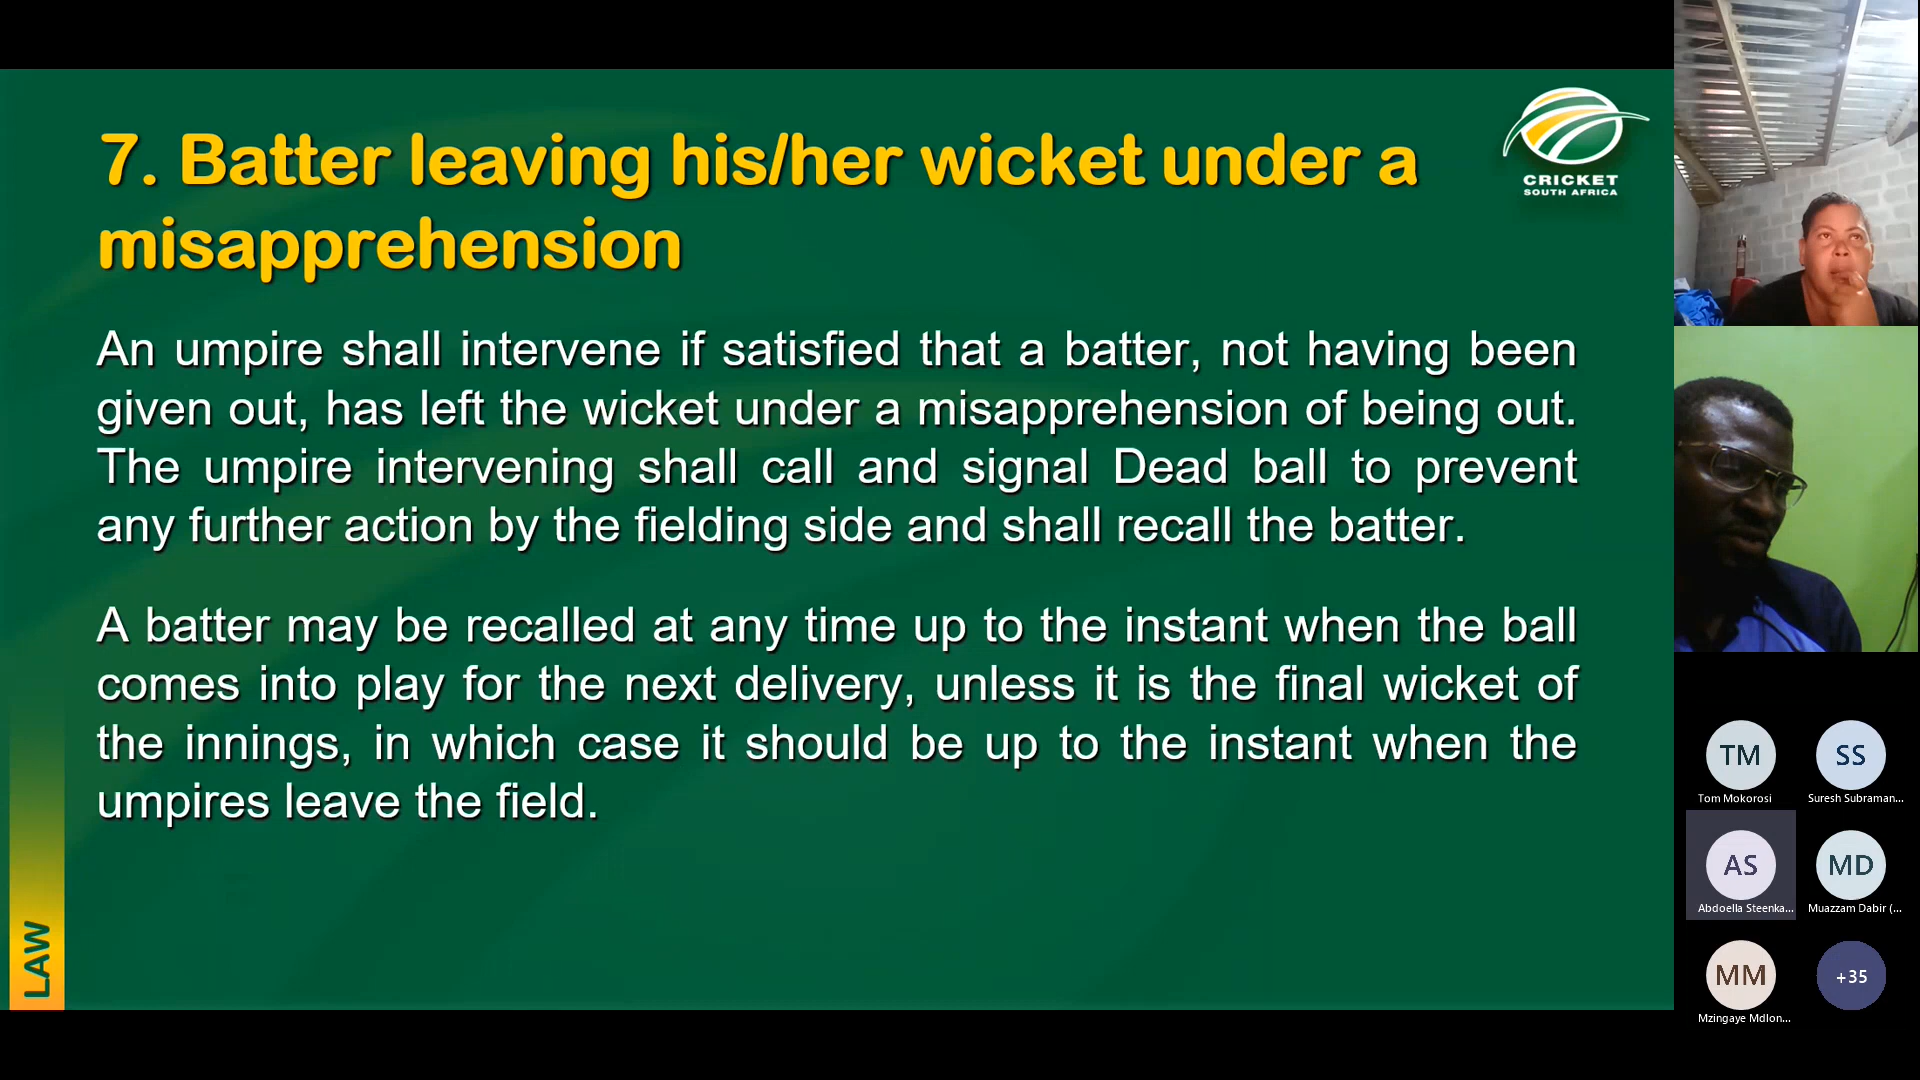 7. Batter leaving his/her wicket under a
misapprehension
CRICKET
SOUTH AFRICA
An umpire shall intervene if satisfied that a batter, not having been
given out, has left the wicket under a misapprehension of being out.
The umpire intervening shall call and signal Dead ball to prevent
any further action by the fielding side and shall recall the batter.
A batter may be recalled at any time up to the instant when the ball
comes into play for the next delivery, unless it is the final wicket of
the innings, in which case it should be up to the instant when the
umpires leave the field.
LAW
TM
Tom Mokorosi
SS
Suresh Subraman...
AS
Abdoella Steenka...
MD
Muazzam Dabir (...
MM
Mzingaye Mdlon...
+35